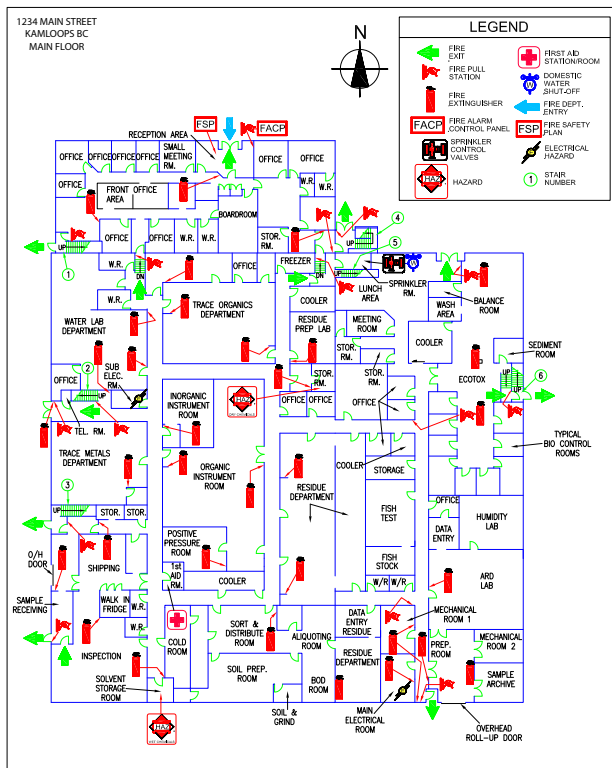 1234 MAIN STREET
KAMLOOPS BC
MAIN FLOOR
N
LEGEND
FIRE
EXIT
FIRE PULL
STATION
FIRE
EXTINGUISHER
FACP
FIRE ALARM
CONTROL PANEL
SPRINKLER
CONTROL
VALVES
HAZ
HAZARD
FIRST AID
STATION/ROOM
DOMESTIC
WATER
SHUT-OFF
FIRE DEPT.
ENTRY
FSP
FIRE SAFETY
PLAN
ELECTRICAL
HAZARD
1
STAIR
NUMBER
FSP
FACP
RECEPTION AREA
OFFICE
OFFICE
OFFICE
OFFICE
SMALL
MEETING
RM.
OFFICE
OFFICE
OFFICE
FRONT OFFICE
AREA
W.R.
W.R.
BOARDROOM
OFFICE
OFFICE
W.R.
W.R.
STOR.
RM.
UP
1
UP
4
5
W.R.
DN
OFFICE
FREEZER
DN
UP
LUNCH
AREA
SPRINKLER
RM.
W
BALANCE
ROOM
W.R.
TRACE ORGANICS
DEPARTMENT
COOLER
WASH
AREA
WATER LAB
DEPARTMENT
RESIDUE
PREP LAB
MEETING
ROOM
COOLER
SEDIMENT
ROOM
SUB
ELEC.
RM.
STOR.
RM.
STOR.
RM.
STOR.
RM.
ECOTOX
UP
UP
6
OFFICE
2
UP
INORGANIC
INSTRUMENT
ROOM
HAZ
OFFICE
OFFICE
OFFICE
TEL. RM.
TYPICAL
BIO CONTROL
ROOMS
TRACE METALS
DEPARTMENT
ORGANIC
INSTRUMENT
ROOM
COOLER
RESIDUE
DEPARTMENT
STORAGE
3
UP
STOR.
STOR.
FISH
TEST
OFFICE
HUMIDITY
LAB
DATA
ENTRY
POSITIVE
PRESSURE
ROOM
O/H
DOOR
SHIPPING
1st
AID
RM.
COOLER
FISH
STOCK
W/R
W/R
ARD
LAB
SAMPLE
RECEIVING
WALK IN
FRIDGE
W.R.
W.R.
COLD
ROOM
SORT &
DISTRIBUTE
ROOM
ALIQUOTING
ROOM
DATA
ENTRY
RESIDUE
MECHANICAL
ROOM 1
INSPECTION
SOIL PREP.
ROOM
BOD
ROOM
RESIDUE
DEPARTMENT
PREP.
ROOM
MECHANICAL
ROOM 2
SAMPLE
ARCHIVE
SOLVENT
STORAGE
ROOM
SOIL &
GRIND
MAIN
ELECTRICAL
ROOM
OVERHEAD
ROLL-UP DOOR
HAZ